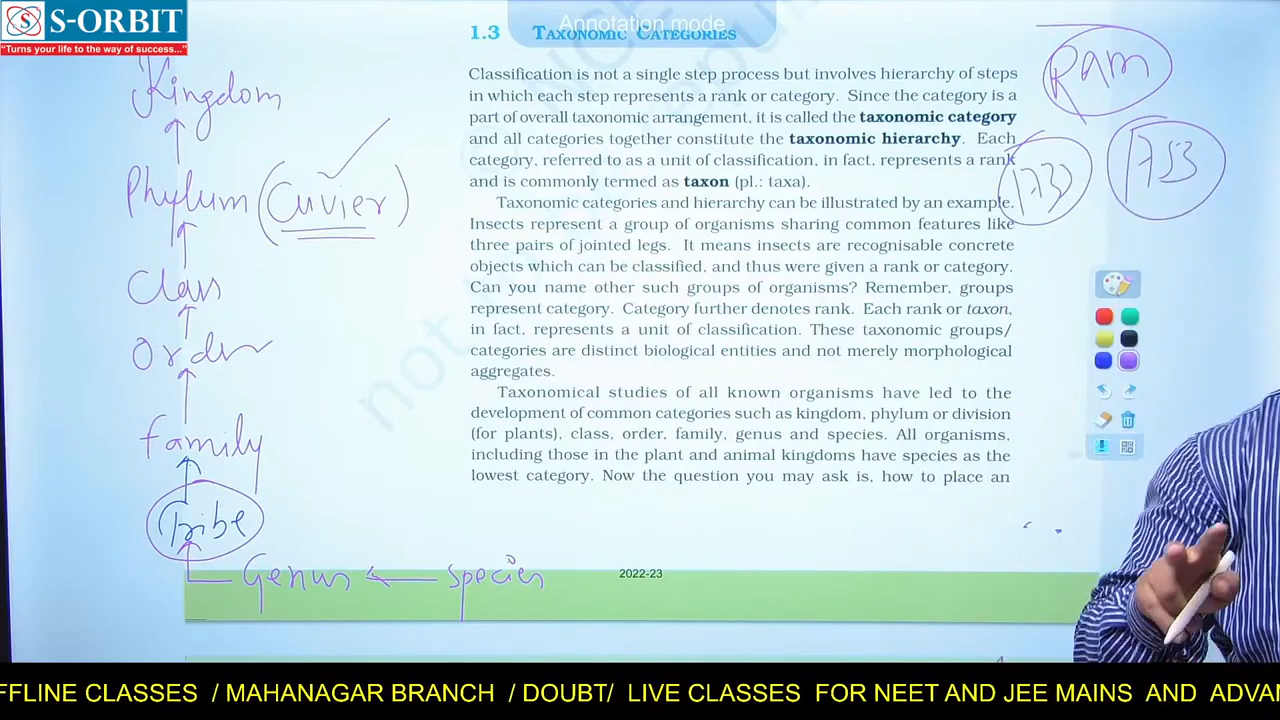 S-ORBIT
"Turns your life to the way of success..."
Annotation mode
1.3 TAXONOMIC CATEGORIES
Classification is not a single step process but involves hierarchy of steps
in which each step represents a rank or category. Since the category is a
part of overall taxonomic arrangement, it is called the taxonomic category
and all categories together constitute the taxonomic hierarchy. Each
category, referred to as a unit of classification, in fact, represents a rank
and is commonly termed as taxon (pl.: taxa).
Taxonomic categories and hierarchy can be illustrated by an example.
Insects represent a group of organisms sharing common features like
three pairs of jointed legs. It means insects are recognisable concrete
objects which can be classified, and thus were given a rank or category.
Can you name other such groups of organisms? Remember, groups
represent category. Category further denotes rank. Each rank or taxon,
in fact, represents a unit of classification. These taxonomic groups/
categories are distinct biological entities and not merely morphological
aggregates.
Taxonomical studies of all known organisms have led to the
development of common categories such as kingdom, phylum or division
(for plants), class, order, family, genus and species. All organisms,
including those in the plant and animal kingdoms have species as the
lowest category. Now the question you may ask is, how to place an
2022-23
Kingdom
Phylum (Cuvier)
Class
Order
family
Tribe
Genus species
Ram
1753
FFLINE CLASSES / MAHANAGAR BRANCH / DOUBT/ LIVE CLASSES FOR NEET AND JEE MAINS AND ADVAN